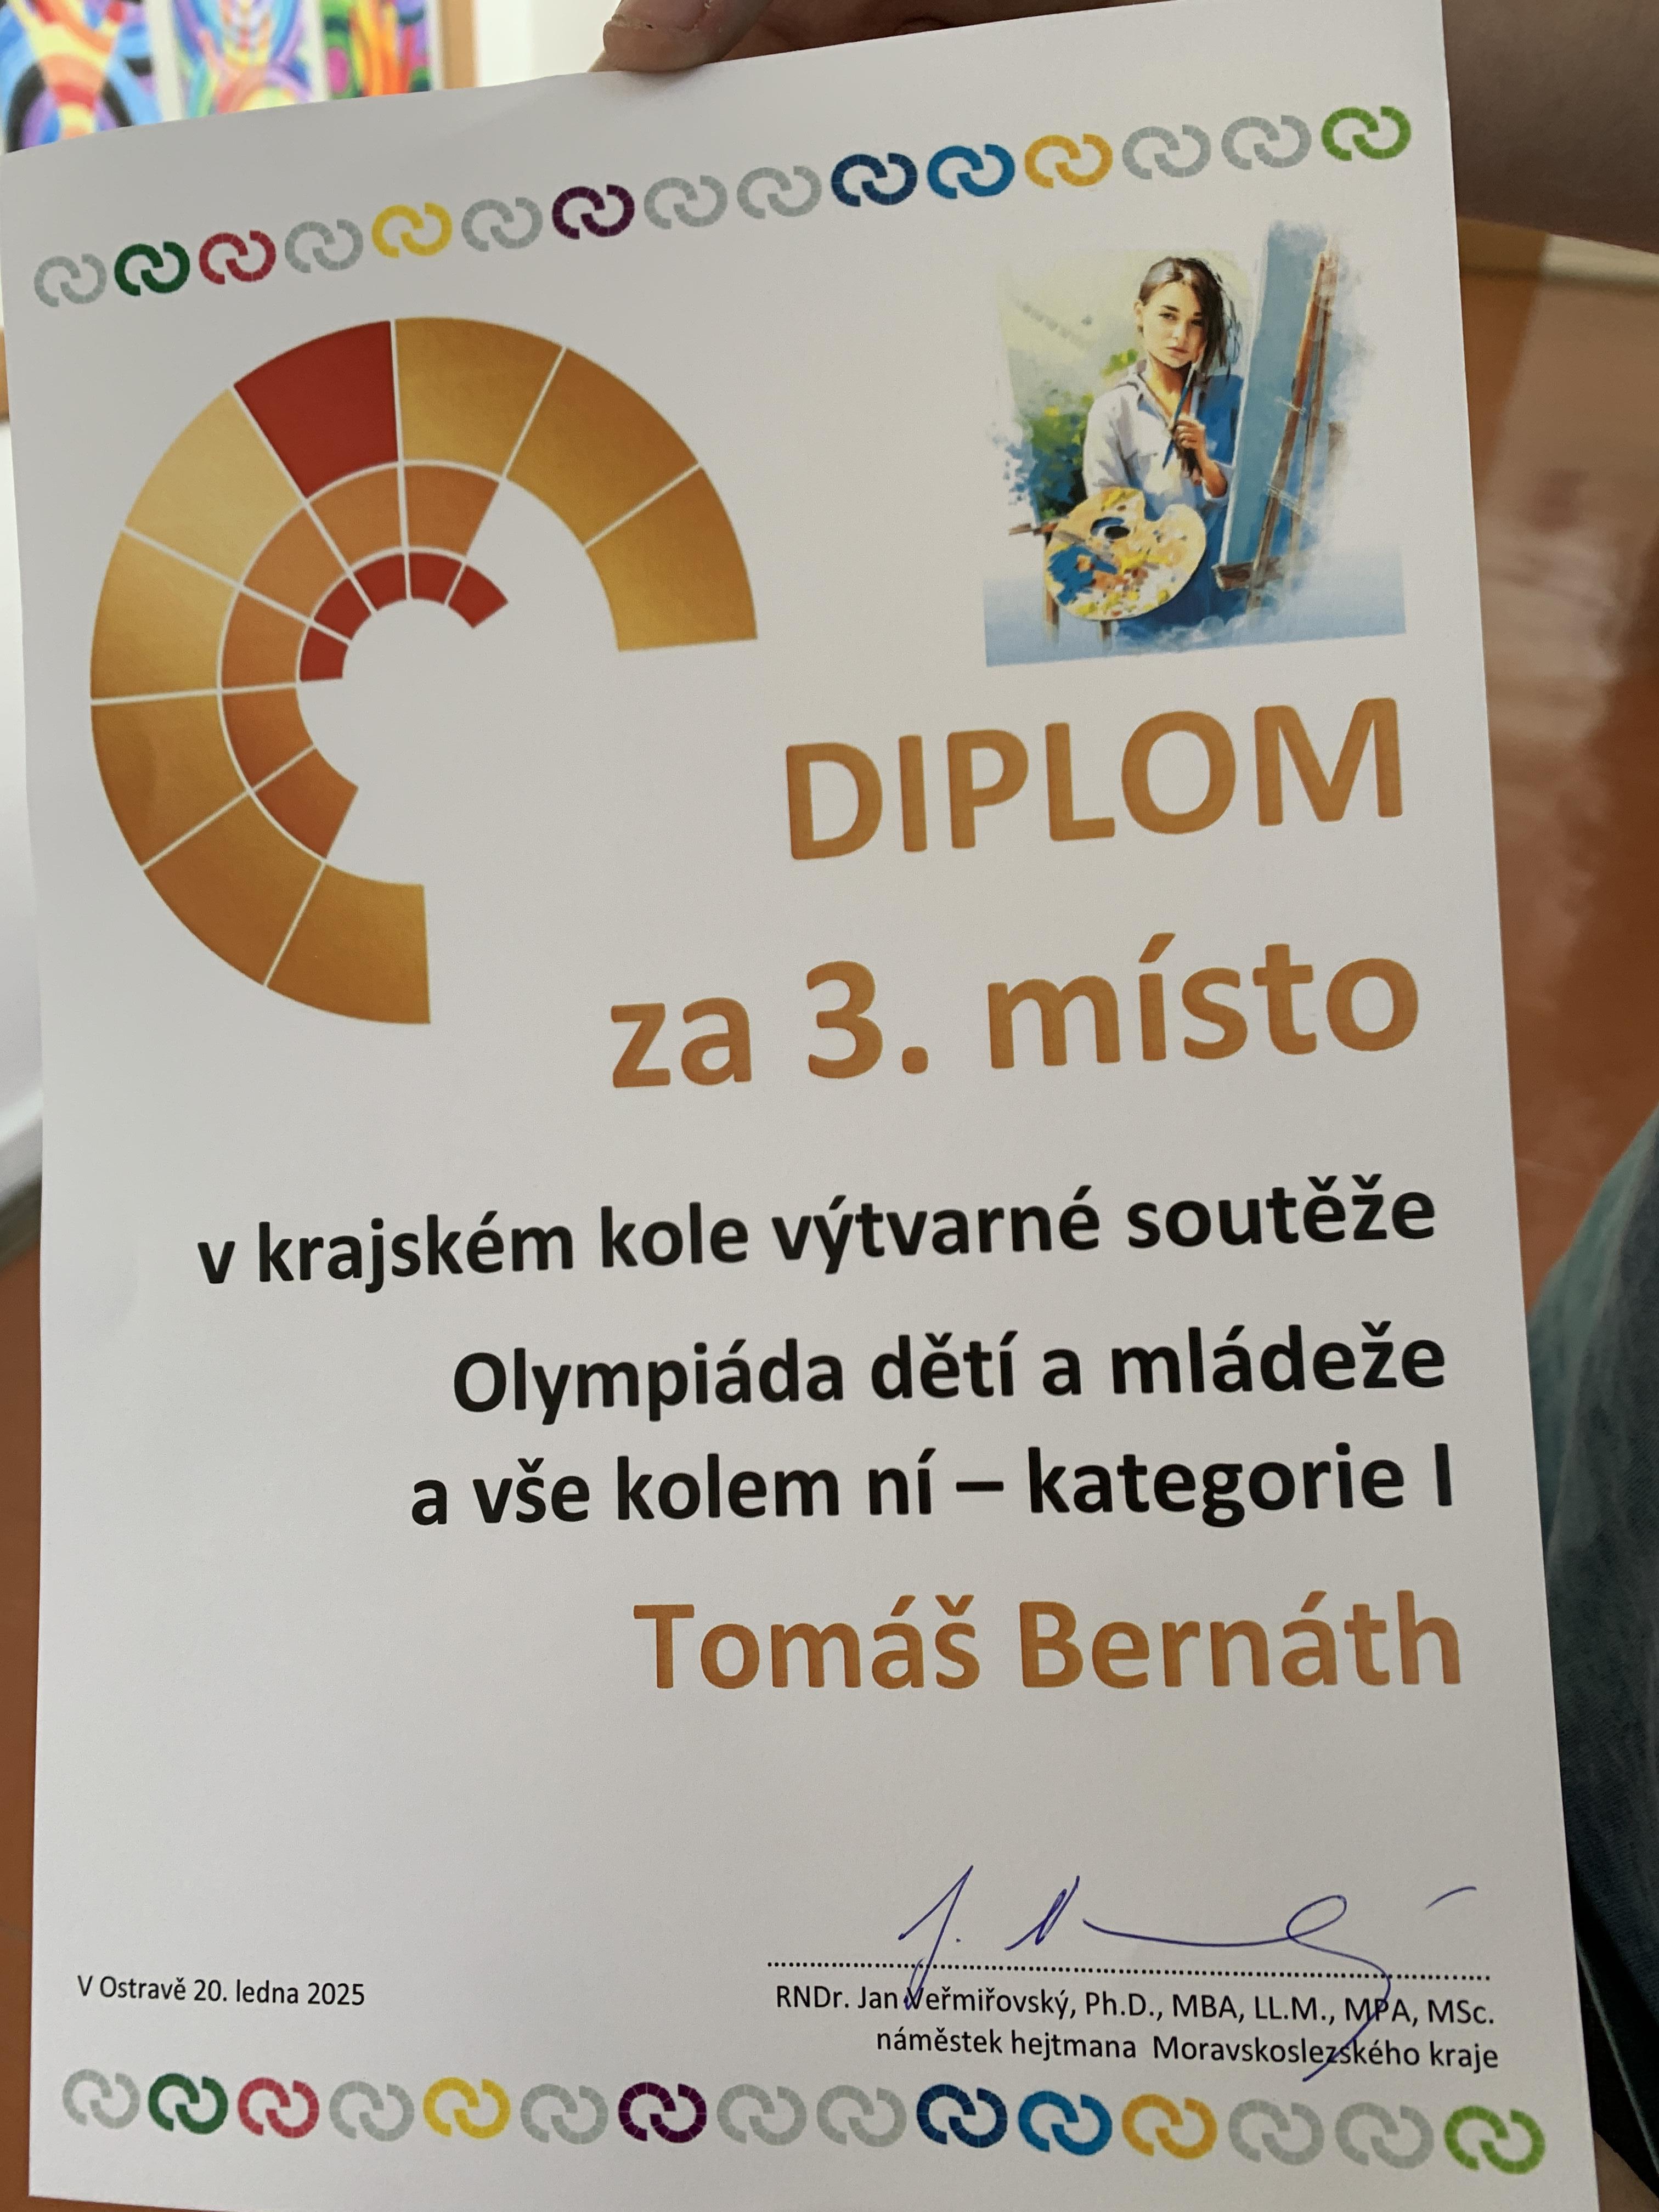 DIPLOM
za 3. místo
v krajském kole výtvarné soutěže
Olympiáda dětí a mládeže
a vše kolem ní – kategorie I
Tomáš Bernáth
V Ostravě 20. ledna 2025
RNDr. Jan Veřmiřovský, Ph.D., MBA, LL.M., MPA, MSc.
náměstek hejtmana Moravskoslezského kraje